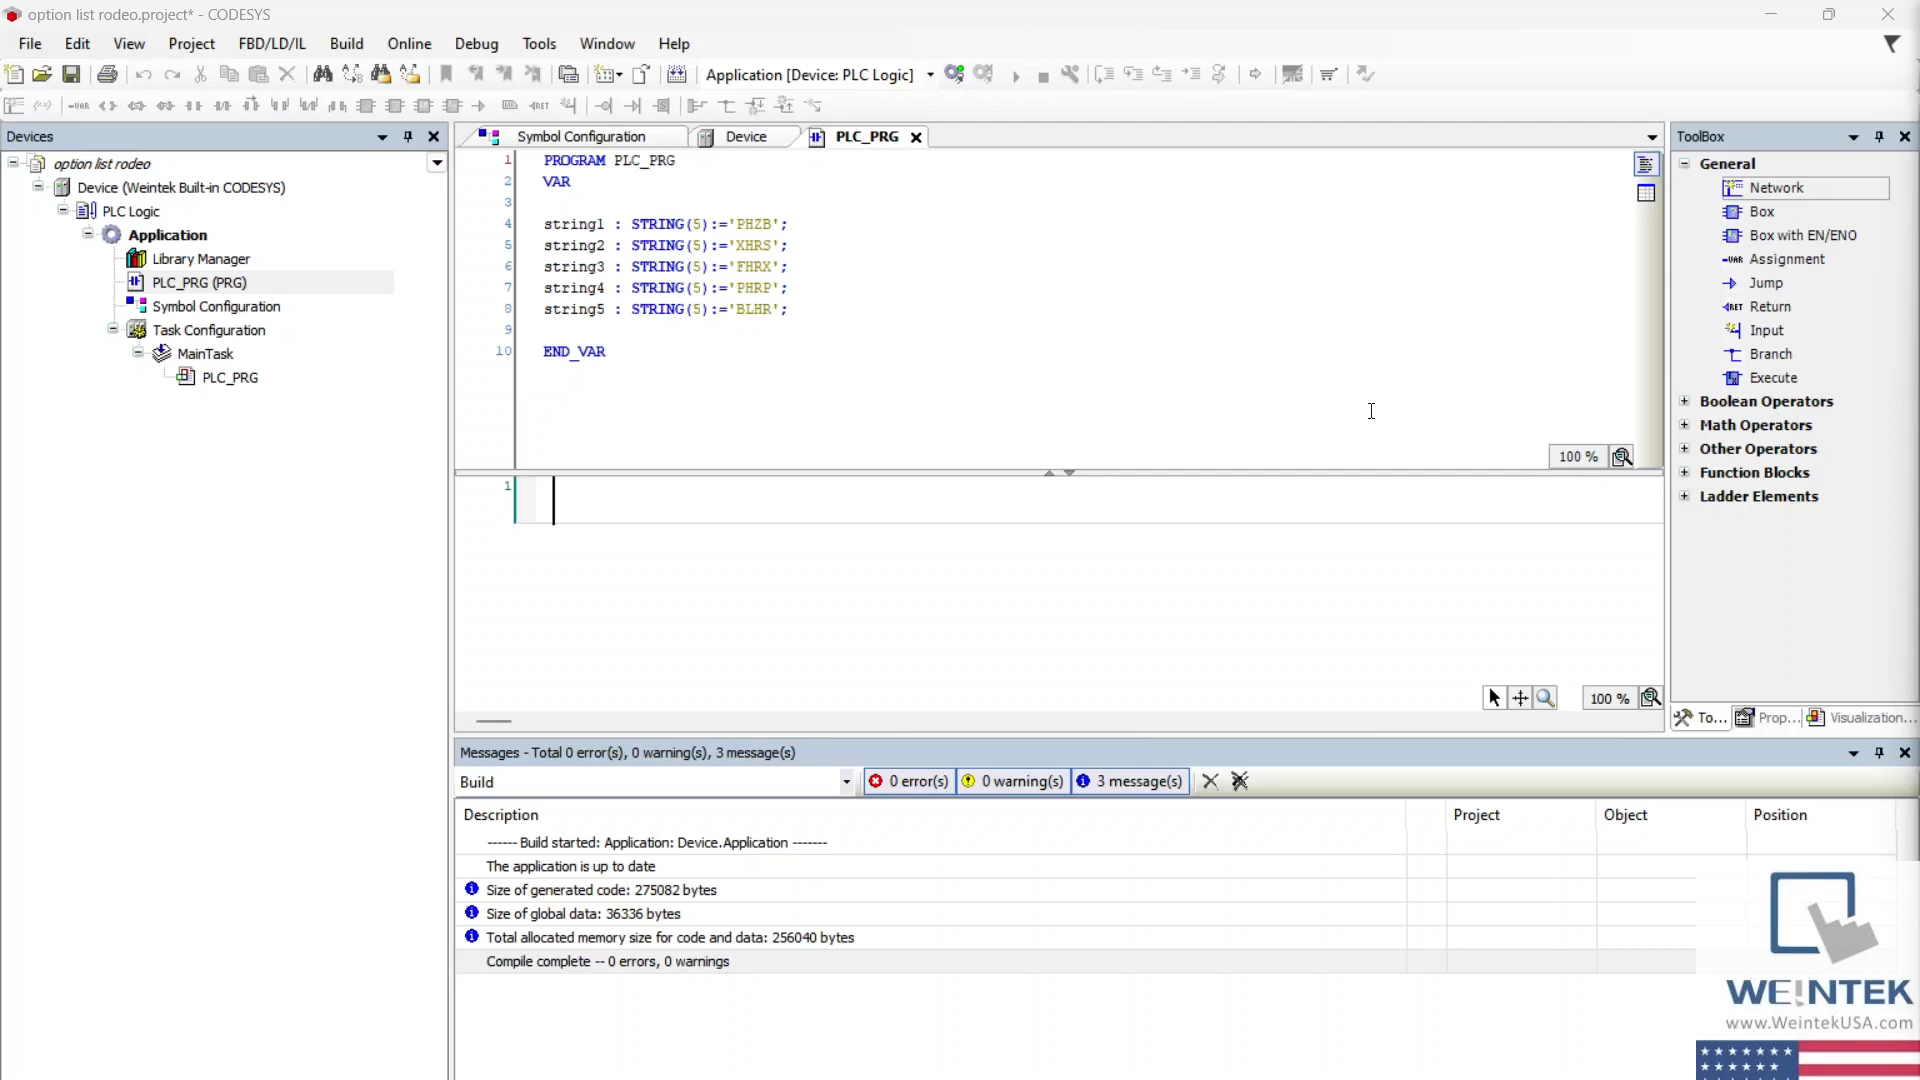 option list rodeo.project* - CODESYS
File Edit View Project FBD/LD/IL Build Online Debug Tools Window Help
Application [Device: PLC Logic]
Devices
option list rodeo
Device (Weintek Built-in CODESYS)
PLC Logic
Application
Library Manager
PLC_PRG (PRG)
Symbol Configuration
Task Configuration
MainTask
PLC_PRG
Symbol Configuration Device PLC_PRG
1 PROGRAM PLC_PRG
2 VAR
3
4 string1 : STRING(5):='PHZB';
5 string2 : STRING(5):='XHRS';
6 string3 : STRING(5):='FHRX';
7 string4 : STRING(5):='PHRP';
8 string5 : STRING(5):='BLHR';
9
10 END_VAR
100 %
1
100 %
ToolBox
General
Network
Box
Box with EN/ENO
Assignment
Jump
Return
Input
Branch
Execute
Boolean Operators
Math Operators
Other Operators
Function Blocks
Ladder Elements
To... Prop... Visualization...
Messages - Total 0 error(s), 0 warning(s), 3 message(s)
Build 0 error(s) 0 warning(s) 3 message(s)
Description Project Object Position
------ Build started: Application: Device.Application -------
The application is up to date
Size of generated code: 275082 bytes
Size of global data: 36336 bytes
Total allocated memory size for code and data: 256040 bytes
Compile complete -- 0 errors, 0 warnings
WEINTEK
www.WeintekUSA.com